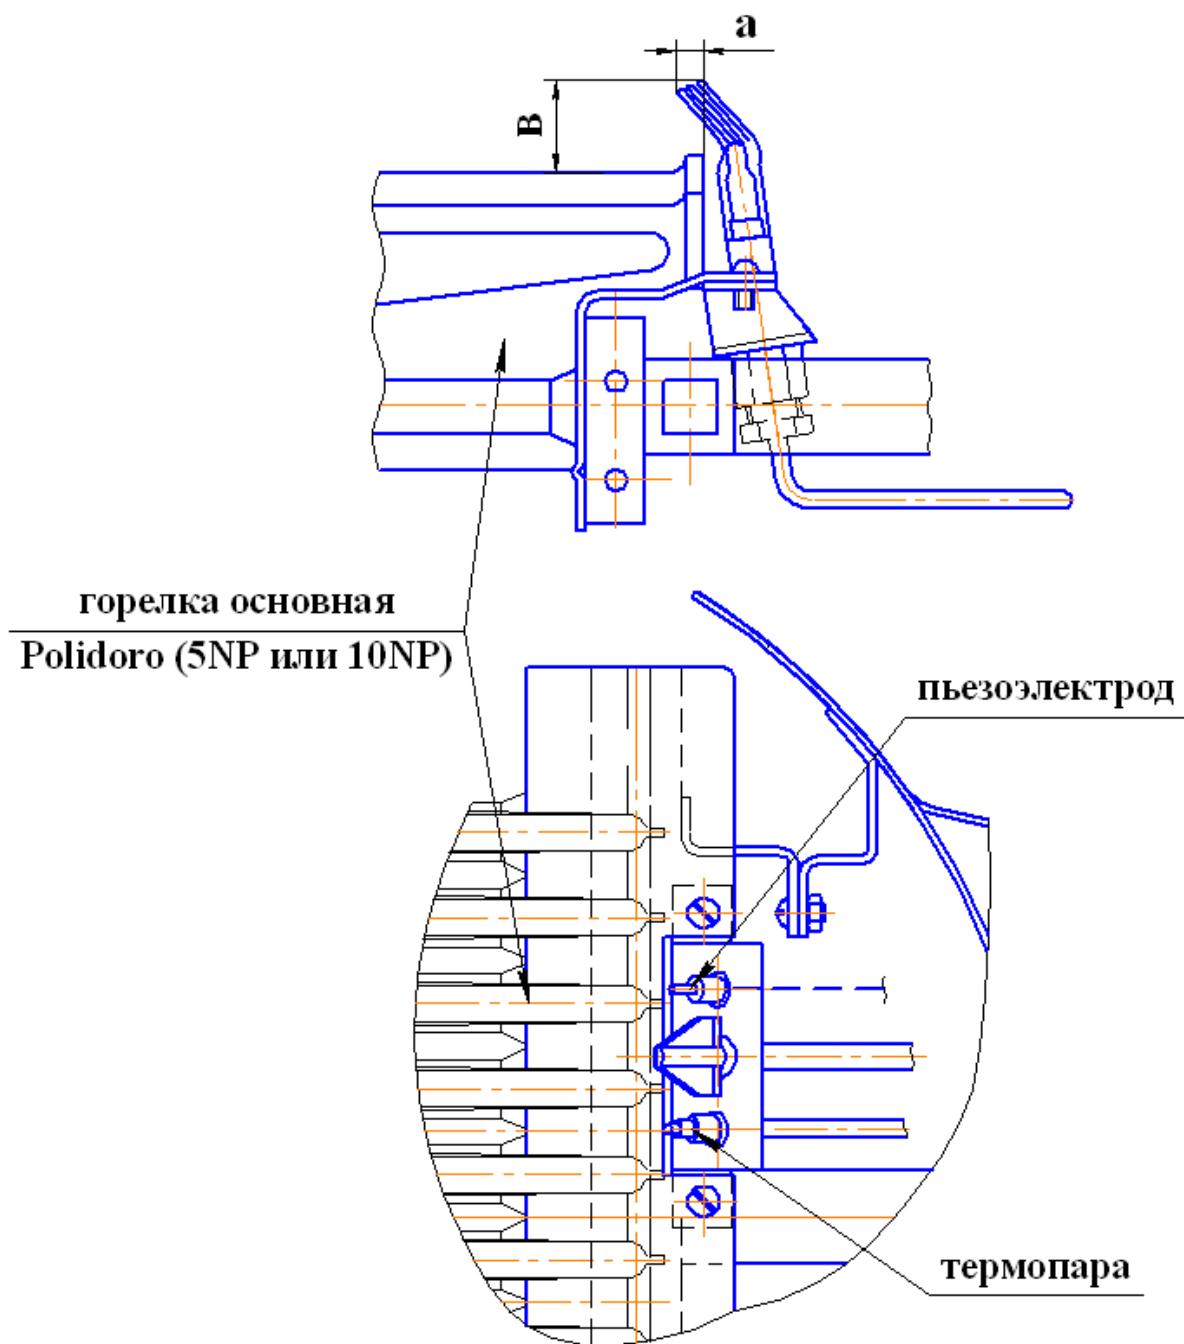 а
В
горелка основная
Polidoro (5NP или 10NP)
пьезоэлектрод
термопара